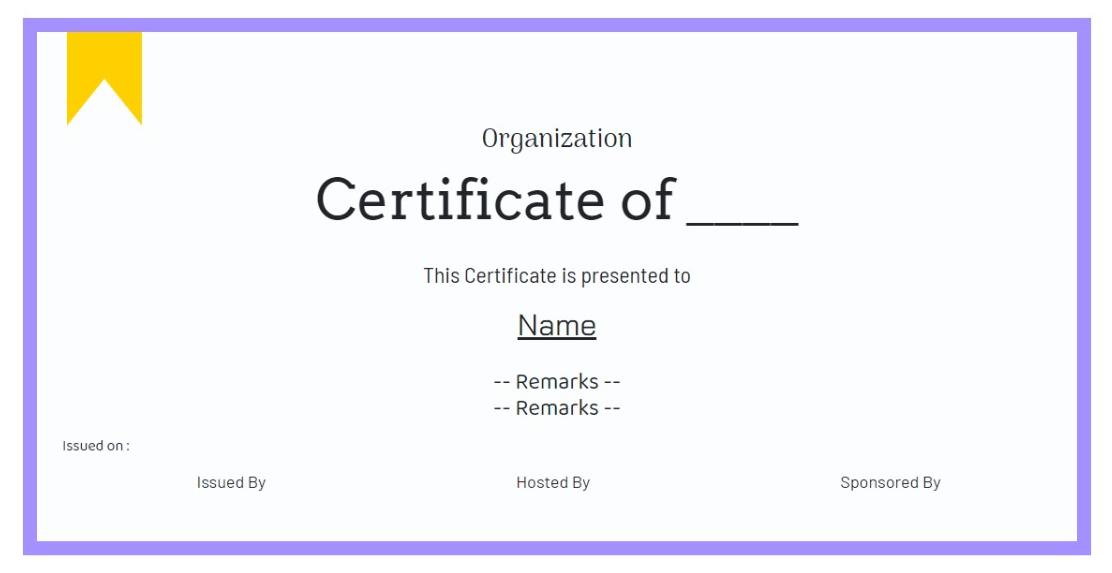 Organization
Certificate of ____
This Certificate is presented to
Name
-- Remarks --
-- Remarks --
Issued on :
Issued By Hosted By Sponsored By